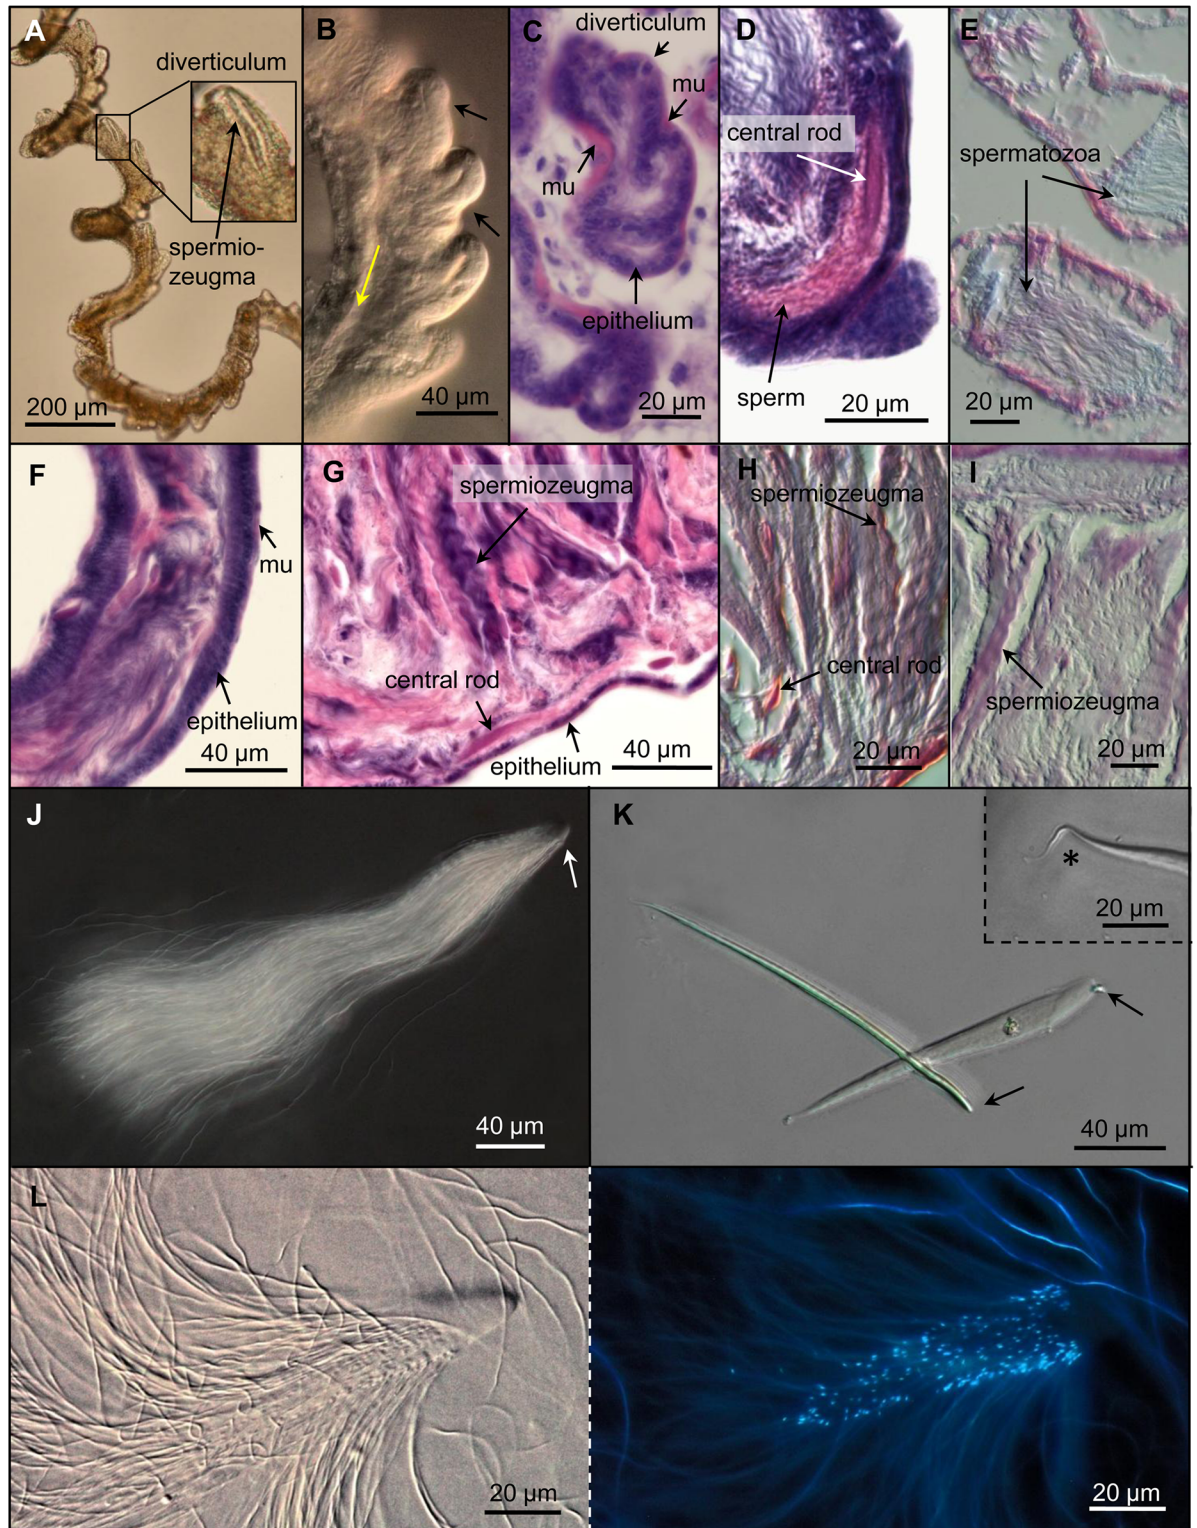 A
diverticulum
spermio-
zeugma
200 µm
B
40 µm
C
diverticulum
mu
mu
epithelium
20 µm
D
central rod
sperm
20 µm
E
spermatozoa
20 µm
F
mu
epithelium
40 µm
G
spermiozeugma
central rod
epithelium
40 µm
H
spermiozeugma
central rod
20 µm
I
spermiozeugma
20 µm
J
40 µm
K
*
20 µm
40 µm
L
20 µm
20 µm